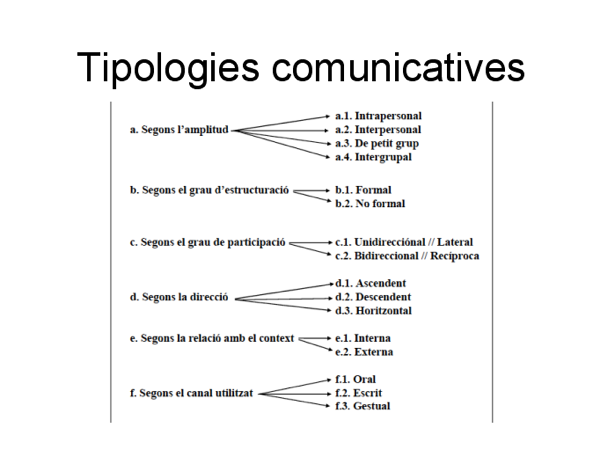 Tipologies comunicatives
a. Segons l'amplitud
a.1. Intrapersonal
a.2. Interpersonal
a.3. De petit grup
a.4. Intergrupal
b. Segons el grau d'estructuració
b.1. Formal
b.2. No formal
c. Segons el grau de participació
c.1. Unidirecciónal // Lateral
c.2. Bidireccional // Recíproca
d. Segons la direcció
d.1. Ascendent
d.2. Descendent
d.3. Horitzontal
e. Segons la relació amb el context
e.1. Interna
e.2. Externa
f. Segons el canal utilitzat
f.1. Oral
f.2. Escrit
f.3. Gestual